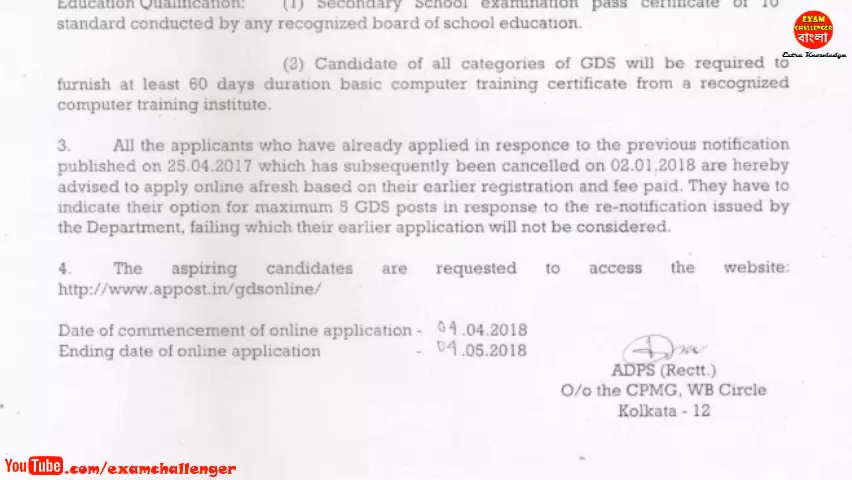 Education Qualification: (1) Secondary School examination pass certificate of 10
standard conducted by any recognized board of school education.
(2) Candidate of all categories of GDS will be required to
furnish at least 60 days duration basic computer training certificate from a recognized
computer training institute.
3. All the applicants who have already applied in responce to the previous notification
published on 25.04.2017 which has subsequently been cancelled on 02.01.2018 are hereby
advised to apply online afresh based on their earlier registration and fee paid. They have to
indicate their option for maximum 5 GDS posts in response to the re-notification issued by
the Department, failing which their earlier application will not be considered.
4. The aspiring candidates are requested to access the website:
http://www.appost.in/gdsonline/
Date of commencement of online application - .04.2018
Ending date of online application - .05.2018
ADPS (Rectt.)
O/o the CPMG, WB Circle
Kolkata - 12
EXAM
CHALLENGER
বাংলা
Extra Knowledge
YouTube.com/examchallenger